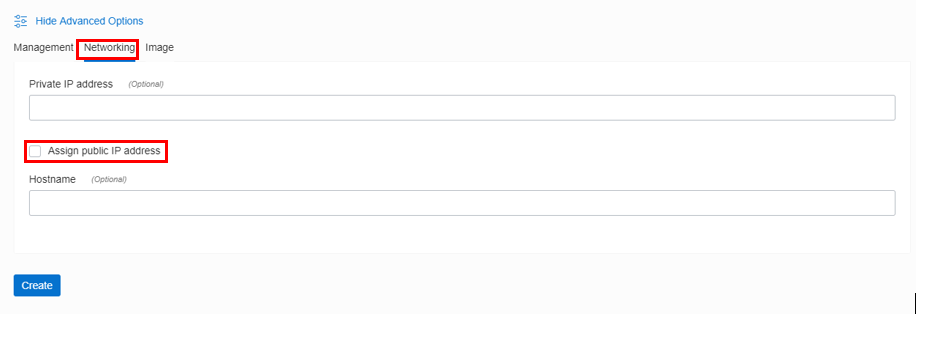 Hide Advanced Options
Management Networking Image
Private IP address (Optional)
Assign public IP address
Hostname (Optional)
Create